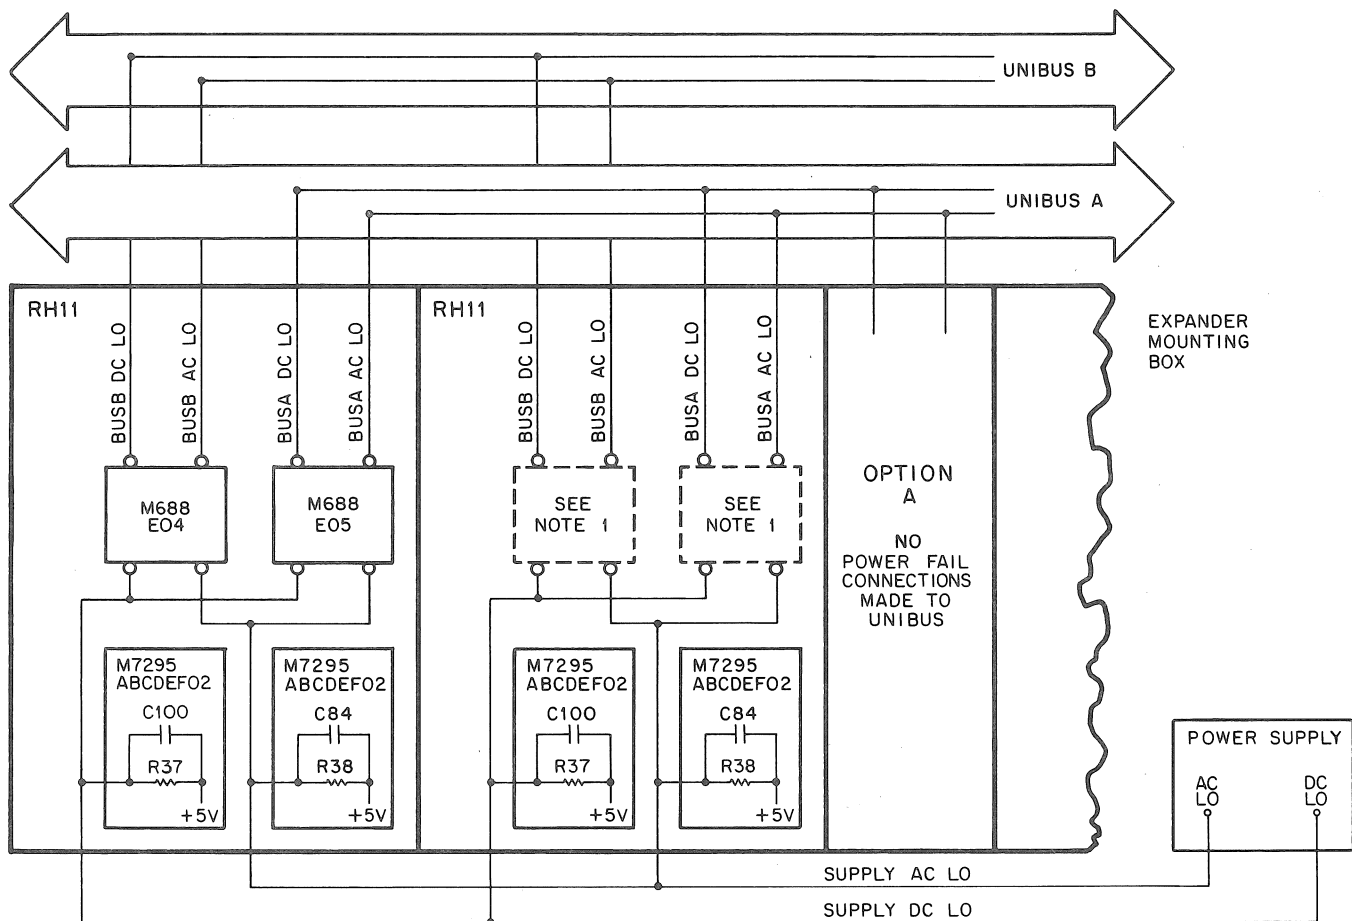 UNIBUS B
UNIBUS A
RH11
RH11
EXPANDER
MOUNTING
BOX
BUSB DC LO
BUSB AC LO
BUSA DC LO
BUSA AC LO
BUSB DC LO
BUSB AC LO
BUSA DC LO
BUSA AC LO
M688
E04
M688
E05
SEE
NOTE 1
SEE
NOTE 1
OPTION
A
NO
POWER FAIL
CONNECTIONS
MADE TO
UNIBUS
M7295
ABCDEF02
C100
R37
+5V
M7295
ABCDEF02
C84
R38
+5V
M7295
ABCDEF02
C100
R37
+5V
M7295
ABCDEF02
C84
R38
+5V
POWER SUPPLY
AC
LO
DC
LO
SUPPLY AC LO
SUPPLY DC LO